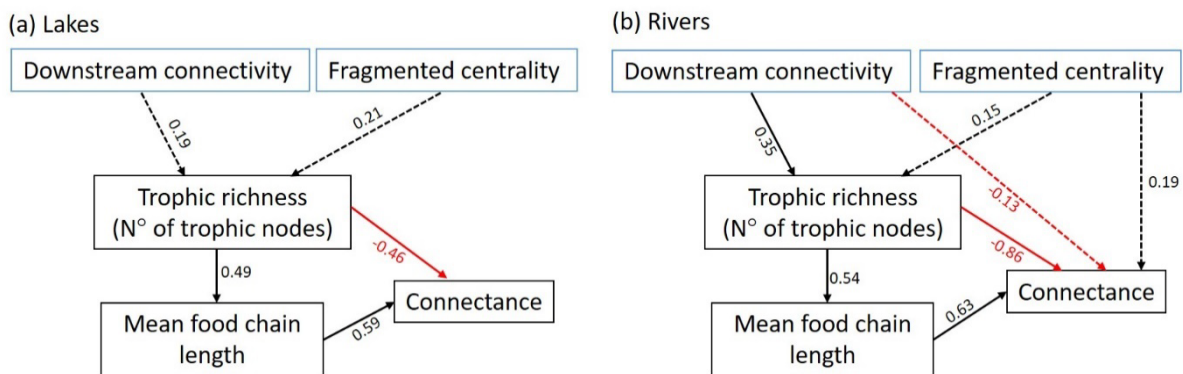 (a) Lakes
Downstream connectivity
Fragmented centrality
0.19
0.21
Trophic richness
(N° of trophic nodes)
-0.46
0.49
Connectance
Mean food chain
length
0.59
(b) Rivers
Downstream connectivity
Fragmented centrality
0.35
0.15
0.19
Trophic richness
(N° of trophic nodes)
-0.13
-0.86
0.54
Connectance
Mean food chain
length
0.63